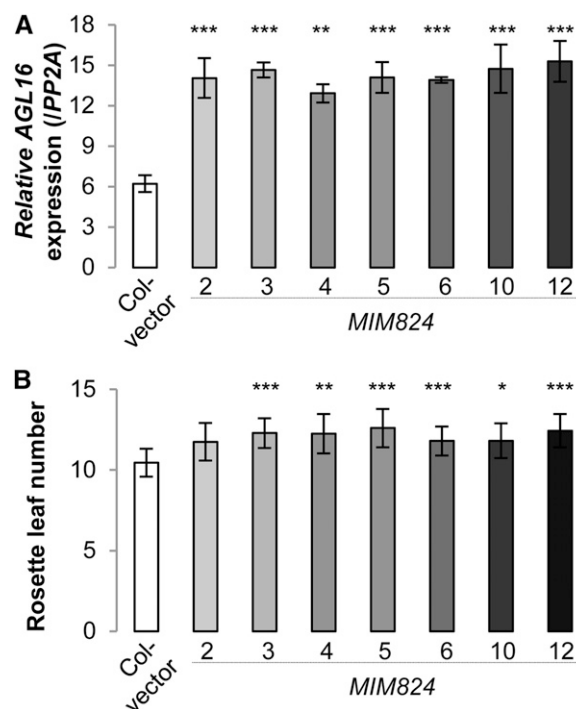 A
Relative AGL16
expression (/PP2A)
18
15
12
9
6
3
0
*** *** ** *** *** *** ***
Col-
vector
2 3 4 5 6 10 12
MIM824
B
Rosette leaf number
15
10
5
0
*** ** *** *** * ***
Col-
vector
2 3 4 5 6 10 12
MIM824